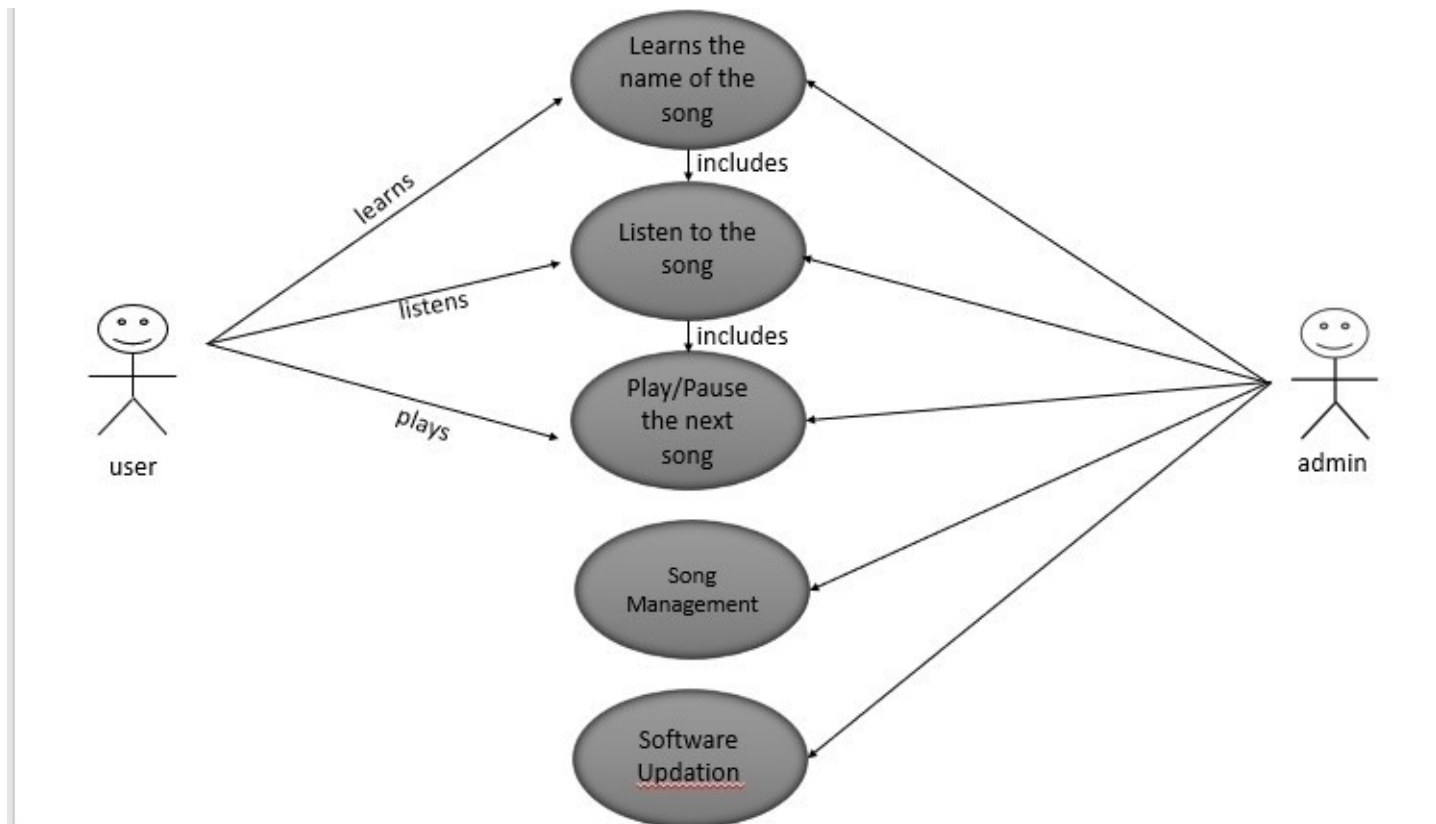 Learns the
name of the
song
includes
learns
Listen to the
song
listens
includes
Play/Pause
the next
song
plays
user
admin
Song
Management
Software
Updation